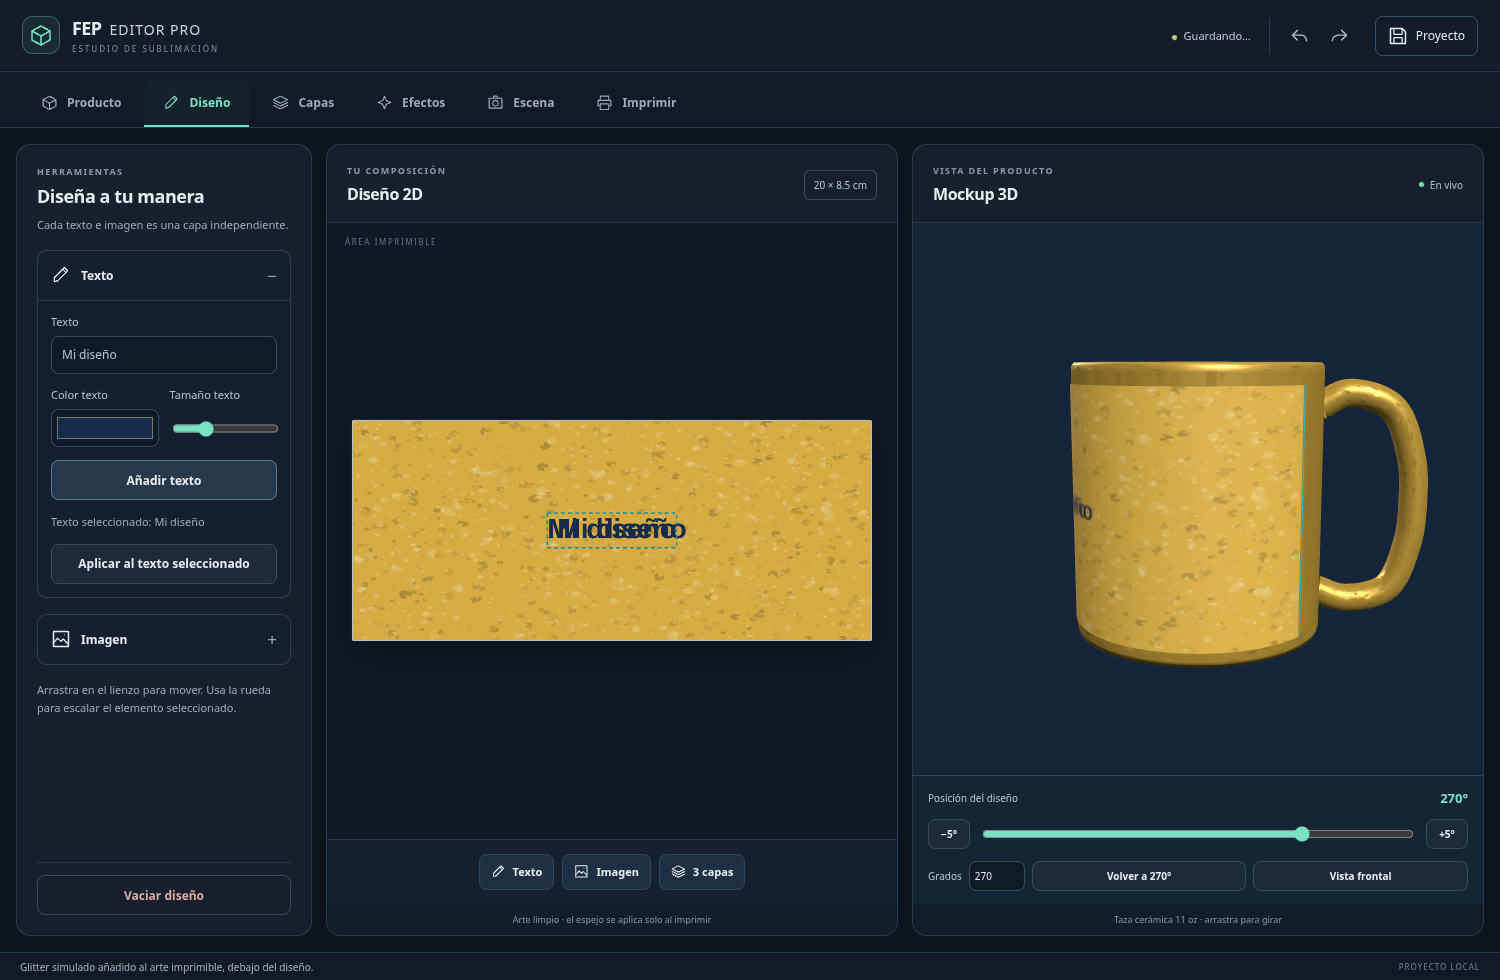 FEP EDITOR PRO
ESTUDIO DE SUBLIMACIÓN
Guardando...
Proyecto
Producto
Diseño
Capas
Efectos
Escena
Imprimir
HERRAMIENTAS
Diseña a tu manera
Cada texto e imagen es una capa independiente.
Texto
−
Texto
Mi diseño
Color texto
Tamaño texto
Añadir texto
Texto seleccionado: Mi diseño
Aplicar al texto seleccionado
Imagen
+
Arrastra en el lienzo para mover. Usa la rueda
para escalar el elemento seleccionado.
Vaciar diseño
TU COMPOSICIÓN
Diseño 2D
20 × 8.5 cm
ÁREA IMPRIMIBLE
Mi diseño
Mi diseño
Texto
Imagen
3 capas
Arte limpio · el espejo se aplica solo al imprimir
VISTA DEL PRODUCTO
Mockup 3D
En vivo
Posición del diseño
270°
−5°
+5°
Grados
270
Volver a 270°
Vista frontal
Taza cerámica 11 oz · arrastra para girar
Glitter simulado añadido al arte imprimible, debajo del diseño.
PROYECTO LOCAL